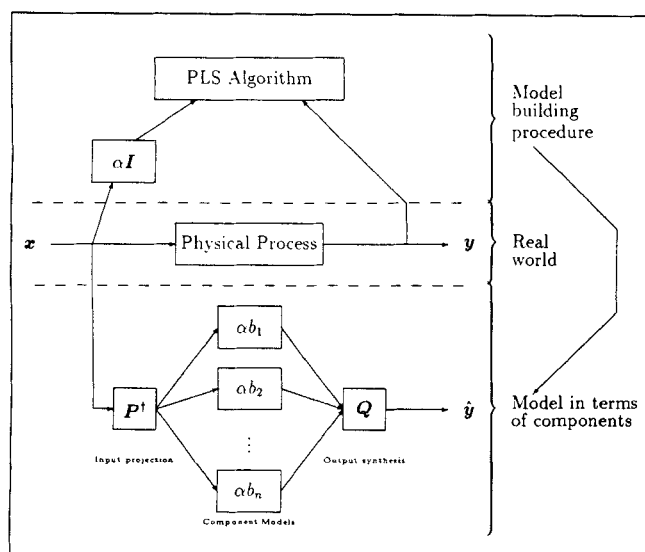 PLS Algorithm
Model
building
procedure
αI
x
Physical Process
y
Real
world
αb₁
αb₂
P†
Q
ŷ
Model in terms
of components
⋮
Input projection
Output synthesis
αbₙ
Component Models